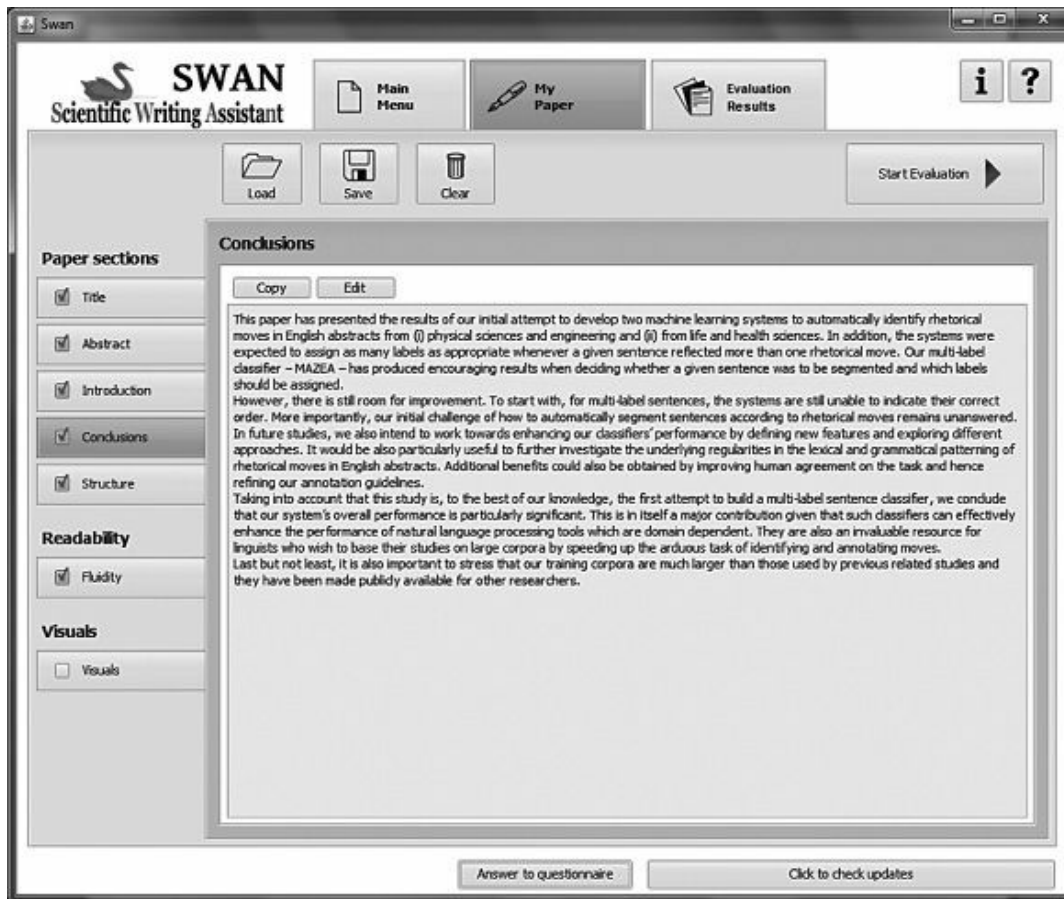 Swan
SWAN
Scientific Writing Assistant
Main
Menu
My
Paper
Evaluation
Results
i
?
Load
Save
Clear
Start Evaluation
Paper sections
Title
Abstract
Introduction
Conclusions
Structure
Readability
Fluidity
Visuals
Visuals
Conclusions
Copy
Edit
This paper has presented the results of our initial attempt to develop two machine learning systems to automatically identify rhetorical
moves in English abstracts from (i) physical sciences and engineering and (ii) from life and health sciences. In addition, the systems were
expected to assign as many labels as appropriate whenever a given sentence reflected more than one rhetorical move. Our multi-label
classifier – MAZEA – has produced encouraging results when deciding whether a given sentence was to be segmented and which labels
should be assigned.
However, there is still room for improvement. To start with, for multi-label sentences, the systems are still unable to indicate their correct
order. More importantly, our initial challenge of how to automatically segment sentences according to rhetorical moves remains unanswered.
In future studies, we also intend to work towards enhancing our classifiers' performance by defining new features and exploring different
approaches. It would be also particularly useful to further investigate the underlying regularities in the lexical and grammatical patterning of
rhetorical moves in English abstracts. Additional benefits could also be obtained by improving human agreement on the task and hence
refining our annotation guidelines.
Taking into account that this study is, to the best of our knowledge, the first attempt to build a multi-label sentence classifier, we conclude
that our system's overall performance is particularly significant. This is in itself a major contribution given that such classifiers can effectively
enhance the performance of natural language processing tools which are domain dependent. They are also an invaluable resource for
linguists who wish to base their studies on large corpora by speeding up the arduous task of identifying and annotating moves.
Last but not least, it is also important to stress that our training corpora are much larger than those used by previous related studies and
they have been made publicly available for other researchers.
Answer to questionnaire
Click to check updates